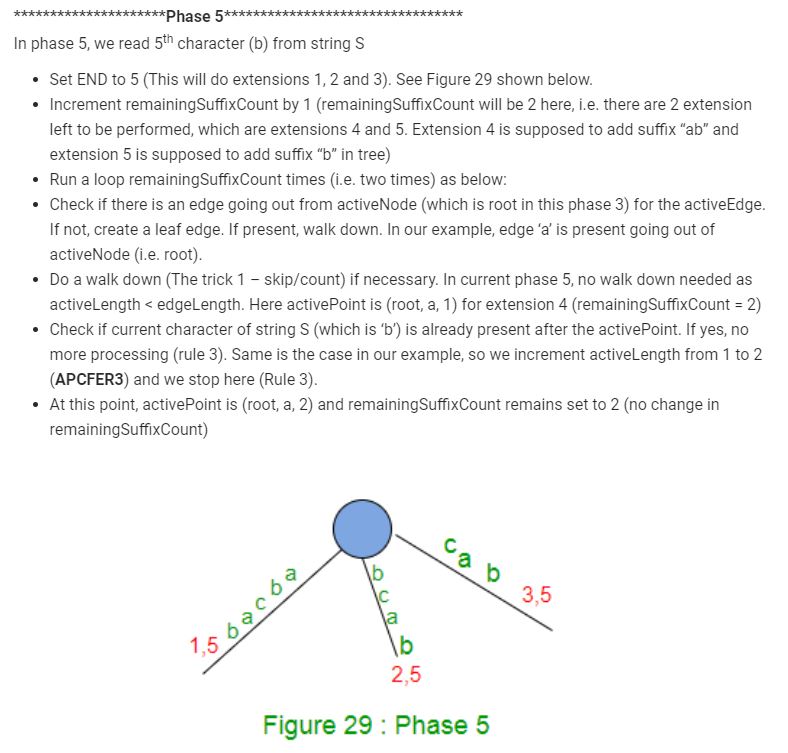 *********************Phase 5*********************************
In phase 5, we read 5th character (b) from string S
• Set END to 5 (This will do extensions 1, 2 and 3). See Figure 29 shown below.
• Increment remainingSuffixCount by 1 (remainingSuffixCount will be 2 here, i.e. there are 2 extension
left to be performed, which are extensions 4 and 5. Extension 4 is supposed to add suffix “ab” and
extension 5 is supposed to add suffix “b” in tree)
• Run a loop remainingSuffixCount times (i.e. two times) as below:
• Check if there is an edge going out from activeNode (which is root in this phase 3) for the activeEdge.
If not, create a leaf edge. If present, walk down. In our example, edge ‘a’ is present going out of
activeNode (i.e. root).
• Do a walk down (The trick 1 – skip/count) if necessary. In current phase 5, no walk down needed as
activeLength < edgeLength. Here activePoint is (root, a, 1) for extension 4 (remainingSuffixCount = 2)
• Check if current character of string S (which is ‘b’) is already present after the activePoint. If yes, no
more processing (rule 3). Same is the case in our example, so we increment activeLength from 1 to 2
(APCFER3) and we stop here (Rule 3).
• At this point, activePoint is (root, a, 2) and remainingSuffixCount remains set to 2 (no change in
remainingSuffixCount)
a
b
c
a
b
1,5
b
c
a
b
2,5
c
a
b
3,5
Figure 29 : Phase 5